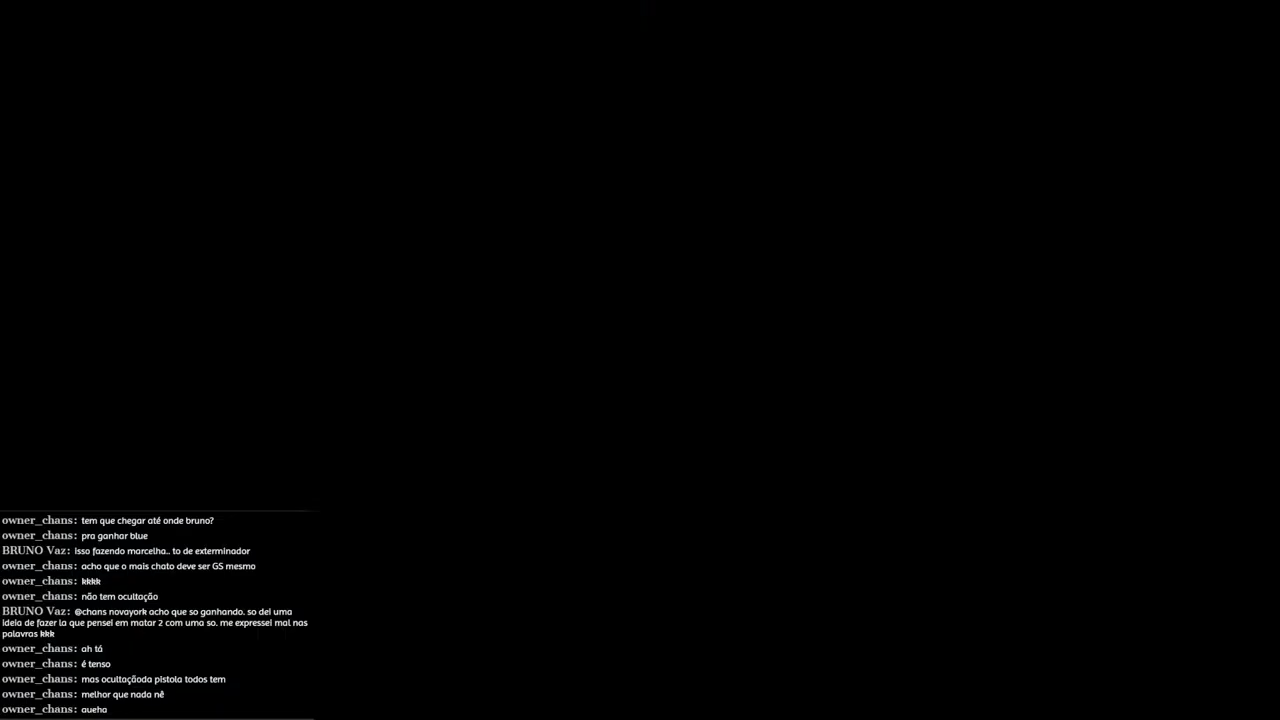 owner_chans: tem que chegar até onde bruno?
owner_chans: pra ganhar blue
BRUNO Vaz: isso fazendo marcelha.. to de exterminador
owner_chans: acho que o mais chato deve ser GS mesmo
owner_chans: kkkk
owner_chans: não tem ocultação
BRUNO Vaz: @chans novayork acho que so ganhando. so dei uma
ideia de fazer la que pensei em matar 2 com uma so. me expressei mal nas
palavras kkk
owner_chans: ah tá
owner_chans: é tenso
owner_chans: mas ocultaçãoda pistola todos tem
owner_chans: melhor que nada nê
owner_chans: aueha